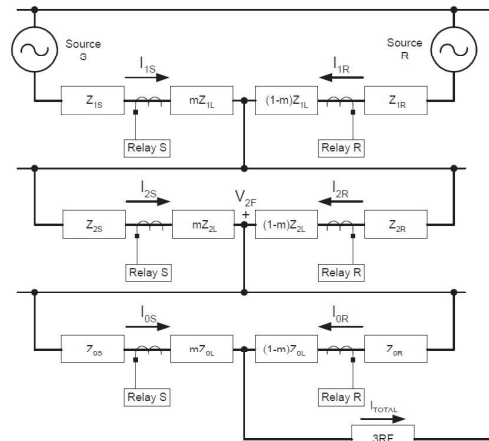 Source S
I1S
I1R
Source R
Z1S
mZ1L
(1-m)Z1L
Z1R
Relay S
Relay R
I2S
V2F
+
I2R
Z2S
mZ2L
(1-m)Z2L
Z2R
Relay S
Relay R
I0S
I0R
Z0S
mZ0L
(1-m)Z0L
Z0R
Relay S
Relay R
ITOTAL
3RF